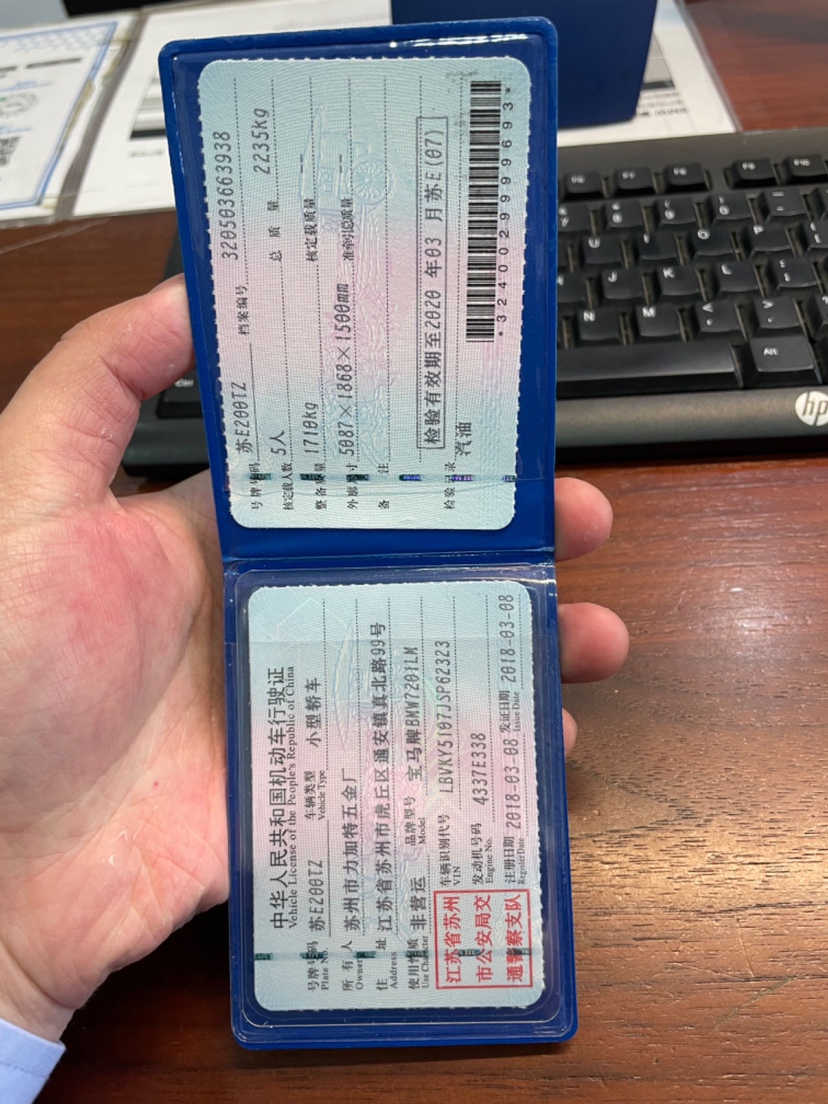 中华人民共和国机动车行驶证
Vehicle License of the People's Republic of China
号牌号码 苏E200TZ 车辆类型 小型轿车
Plate No. Vehicle Type
所有人 苏州市力加特五金厂
Owner
住址 江苏省苏州市虎丘区通安镇真北路99号
Address
使用性质 非营运 品牌型号 宝马牌BMW7201LM
Use Character Model
江苏省苏州
市公安局交
通警察支队
车辆识别代号 LBVKY5107JSP62323
VIN
发动机号码 4337E338
Engine No.
注册日期 2018-03-08 发证日期 2018-03-08
Register Date Issue Date
号牌号码 苏E200TZ 档案编号 320503663938
核定载人数 5人 总质量 2235kg
整备质量 1710kg 核定载质量 --
外廓尺寸 5087×1868×1500mm 准牵引总质量 --
备注
检验有效期至2020年03月苏E(07)
检验记录 汽油
*3240029999693*
F6 F7 F8 F9 F10
U I O P
J K L
N M
Alt
hp